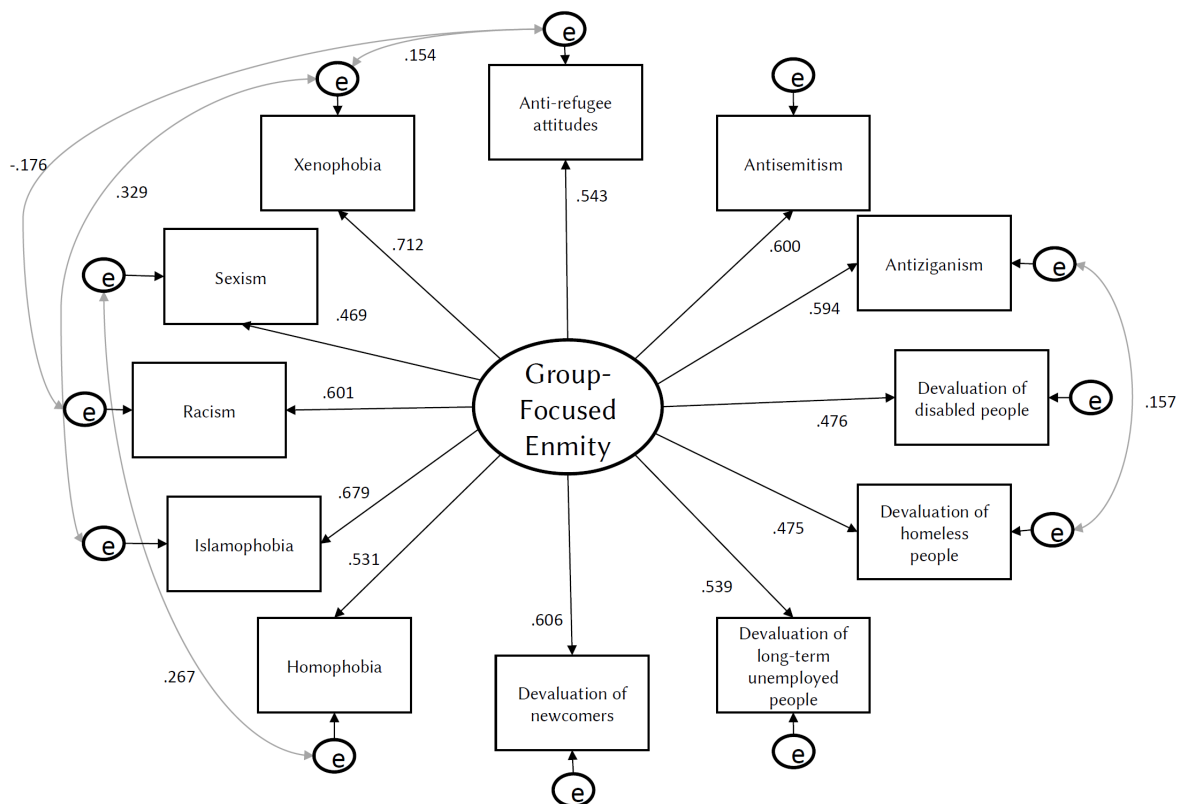 e
.154
e
Anti-refugee
attitudes
e
Xenophobia
Antisemitism
-.176
.329
.543
.712
.600
e
Sexism
Antiziganism
e
.469
.594
Group-
Focused
Enmity
e
Racism
.601
Devaluation of
disabled people
e
.476
.157
.679
e
Islamophobia
Devaluation of
homeless
people
e
.475
.531
.539
.606
Homophobia
.267
e
Devaluation of
newcomers
e
Devaluation of
long-term
unemployed
people
e